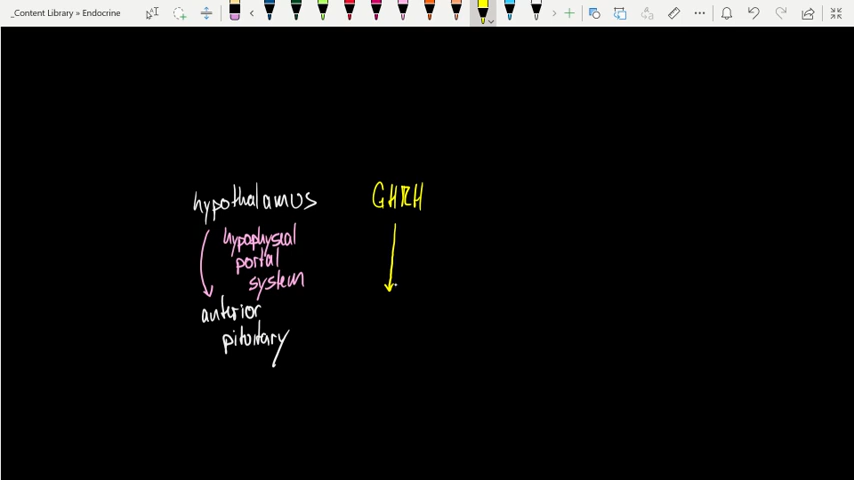 _Content Library » Endocrine
hypothalamus GHRH
hypophyseal
portal
system
anterior
pituitary